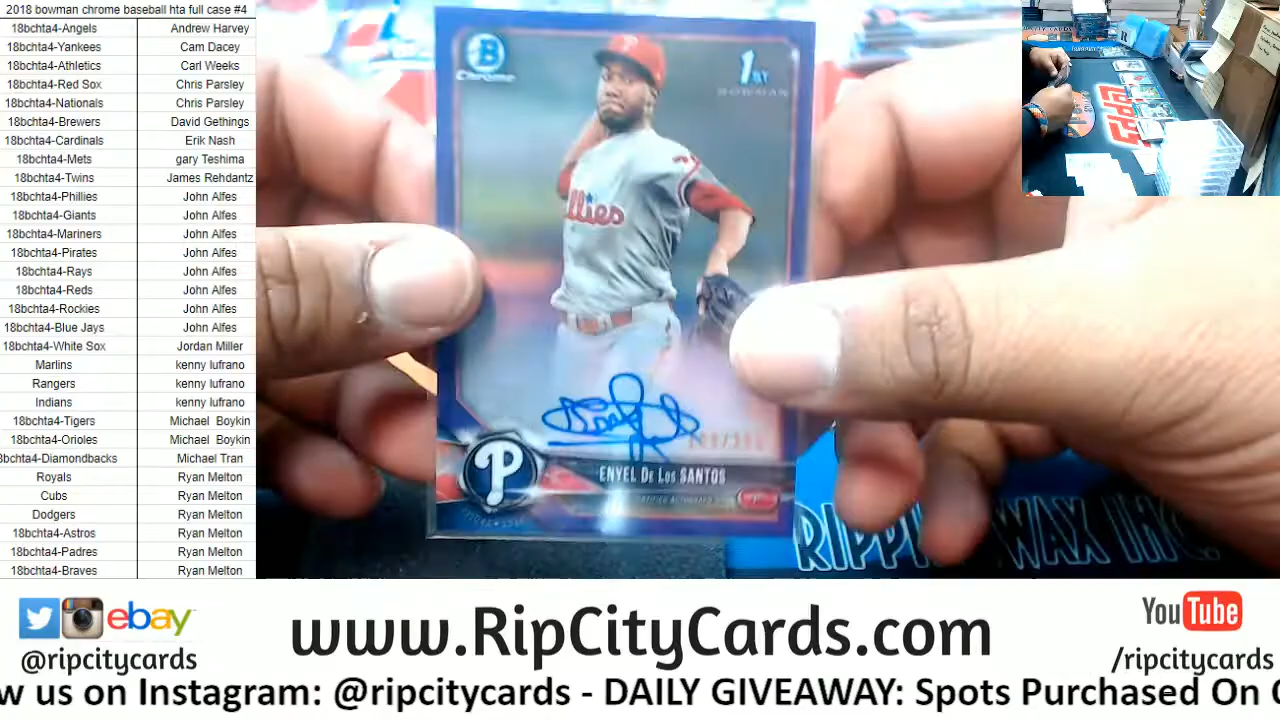 2018 bowman chrome baseball hta full case #4
18bchta4-Angels Andrew Harvey
18bchta4-Yankees Cam Dacey
18bchta4-Athletics Carl Weeks
18bchta4-Red Sox Chris Parsley
18bchta4-Nationals Chris Parsley
18bchta4-Brewers David Gethings
18bchta4-Cardinals Erik Nash
18bchta4-Mets gary Teshima
18bchta4-Twins James Rehdantz
18bchta4-Phillies John Alfes
18bchta4-Giants John Alfes
18bchta4-Mariners John Alfes
18bchta4-Pirates John Alfes
18bchta4-Rays John Alfes
18bchta4-Reds John Alfes
18bchta4-Rockies John Alfes
18bchta4-Blue Jays John Alfes
18bchta4-White Sox Jordan Miller
Marlins kenny lufrano
Rangers kenny lufrano
Indians kenny lufrano
18bchta4-Tigers Michael Boykin
18bchta4-Orioles Michael Boykin
8bchta4-Diamondbacks Michael Tran
Royals Ryan Melton
Cubs Ryan Melton
Dodgers Ryan Melton
18bchta4-Astros Ryan Melton
18bchta4-Padres Ryan Melton
18bchta4-Braves Ryan Melton
B
Chrome
1ST
BOWMAN
llies
P
ENYEL De Los SANTOS
CERTIFIED AUTOGRAPH
RIPP WAX INC.
ebay
@ripcitycards
www.RipCityCards.com
YouTube
/ripcitycards
w us on Instagram: @ripcitycards - DAILY GIVEAWAY: Spots Purchased On